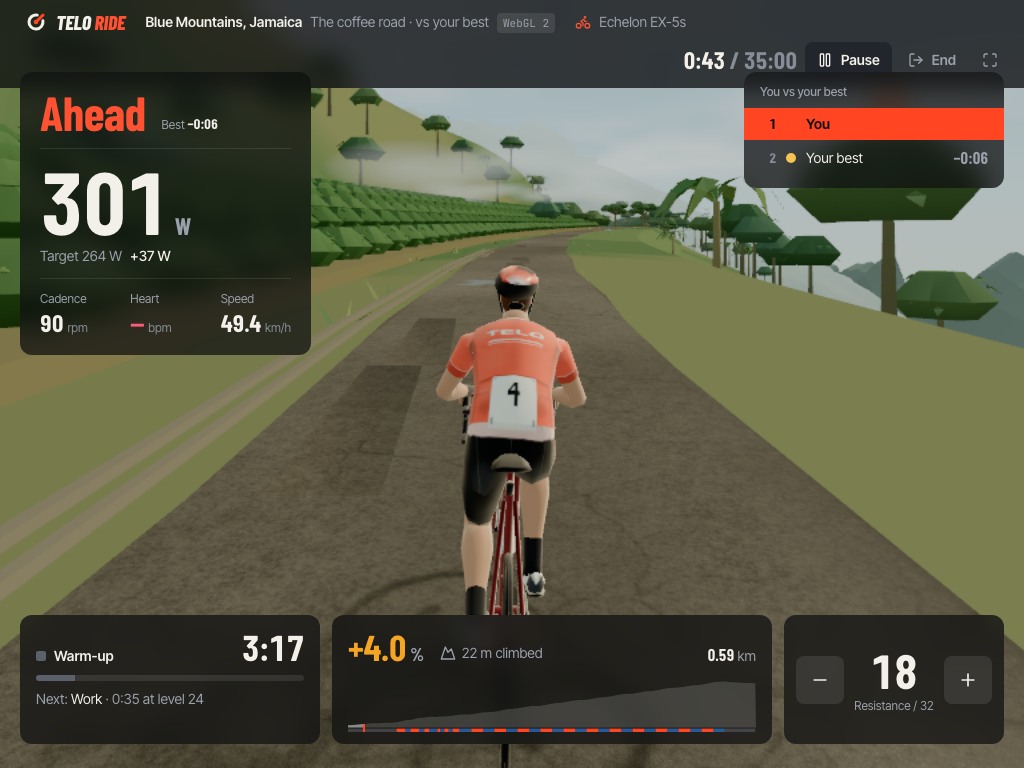 TELO RIDE Blue Mountains, Jamaica The coffee road · vs your best WebGL 2 Echelon EX-5s
0:43 / 35:00 Pause End
Ahead Best −0:06
301 W
Target 264 W +37 W
Cadence Heart Speed
90 rpm – bpm 49.4 km/h
You vs your best
1 You
2 Your best −0:06
TELO
4
Warm-up 3:17
Next: Work · 0:35 at level 24
+4.0 % 22 m climbed 0.59 km
− 18 +
Resistance / 32